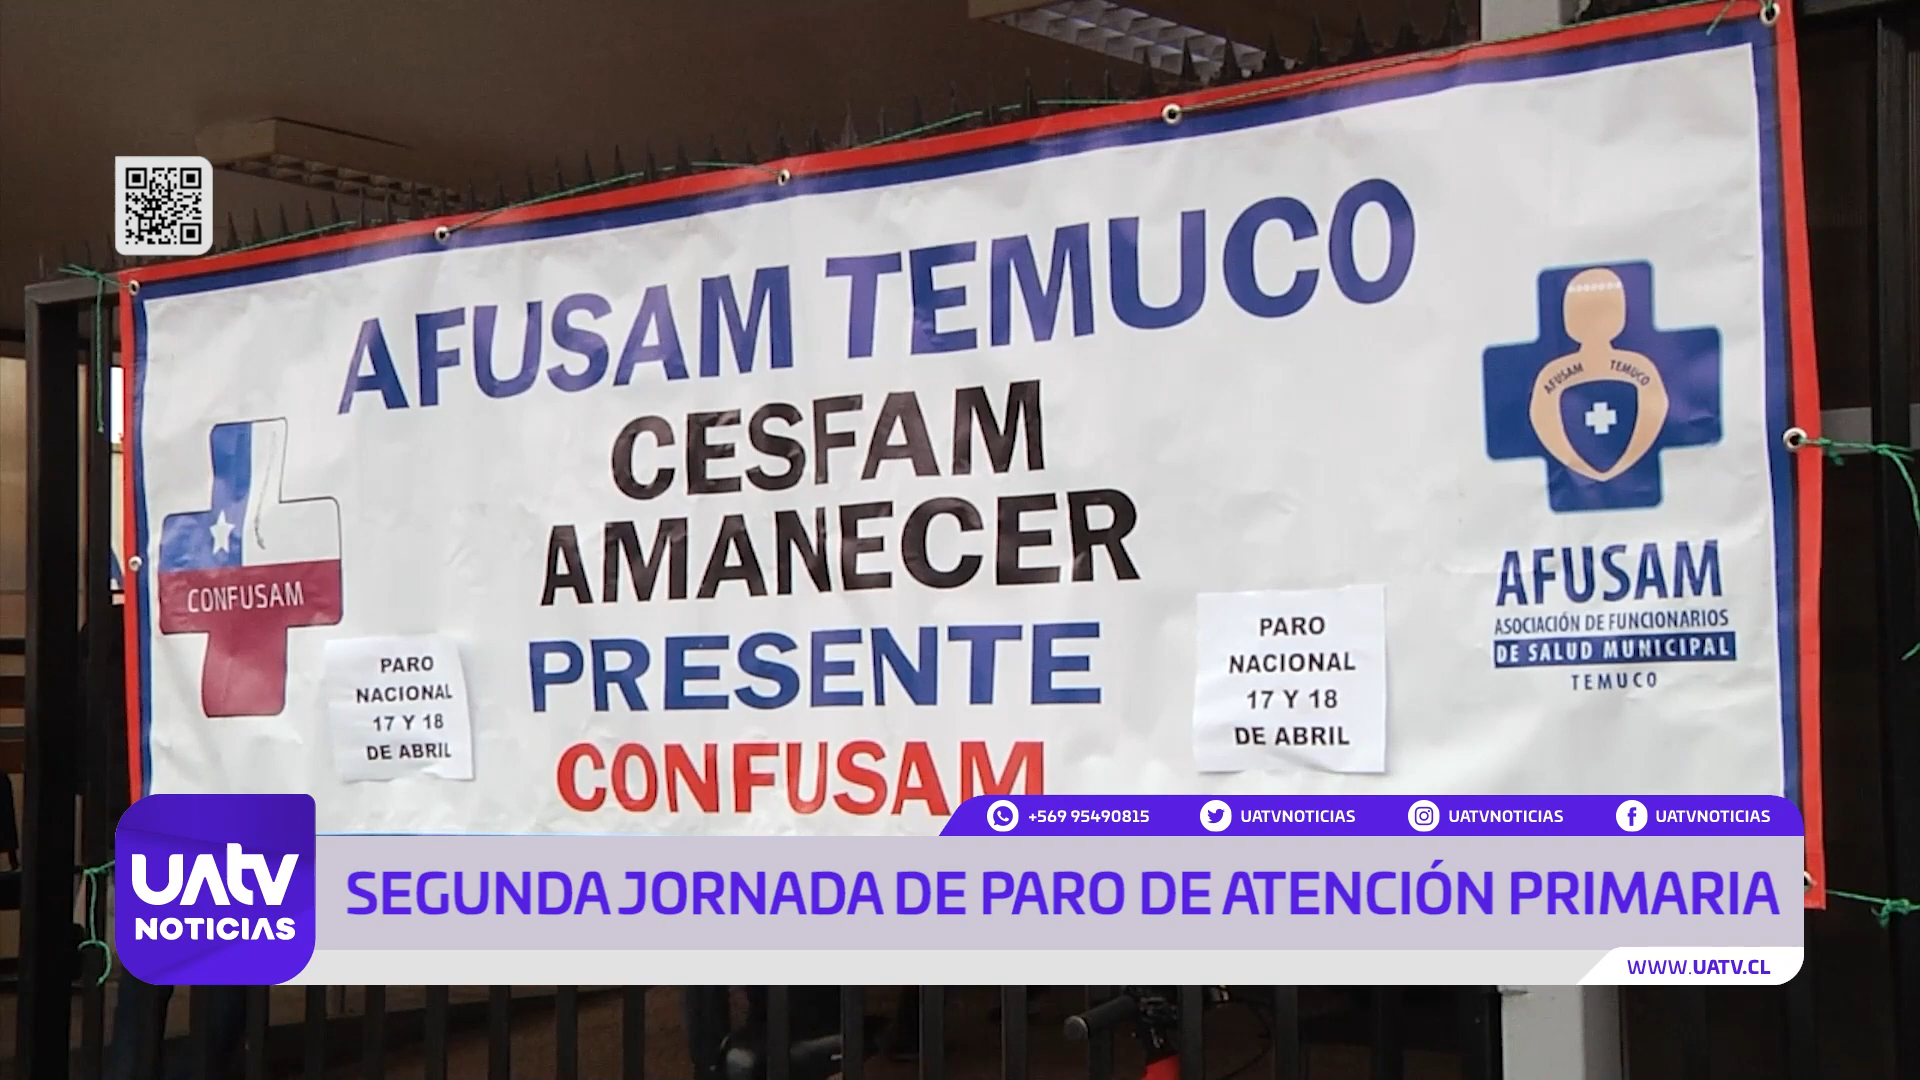 AFUSAM TEMUCO
CESFAM
AMANECER
PRESENTE
CONFUSAM
CONFUSAM
PARO
NACIONAL
17 Y 18
DE ABRIL
PARO
NACIONAL
17 Y 18
DE ABRIL
AFUSAM TEMUCO
AFUSAM
ASOCIACIÓN DE FUNCIONARIOS
DE SALUD MUNICIPAL
TEMUCO
+569 95490815 UATVNOTICIAS UATVNOTICIAS UATVNOTICIAS
UATV
NOTICIAS
SEGUNDA JORNADA DE PARO DE ATENCIÓN PRIMARIA
WWW.UATV.CL